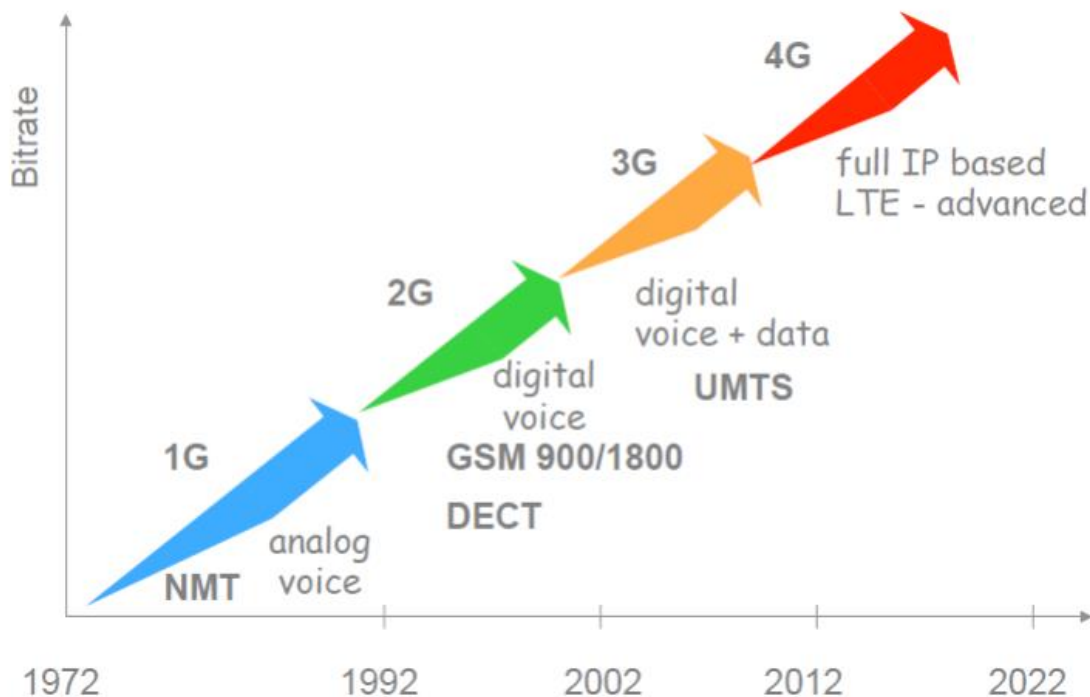 Bitrate
4G
full IP based
LTE - advanced
3G
digital
voice + data
UMTS
2G
digital
voice
GSM 900/1800
DECT
1G
analog
voice
NMT
1972
1992
2002
2012
2022